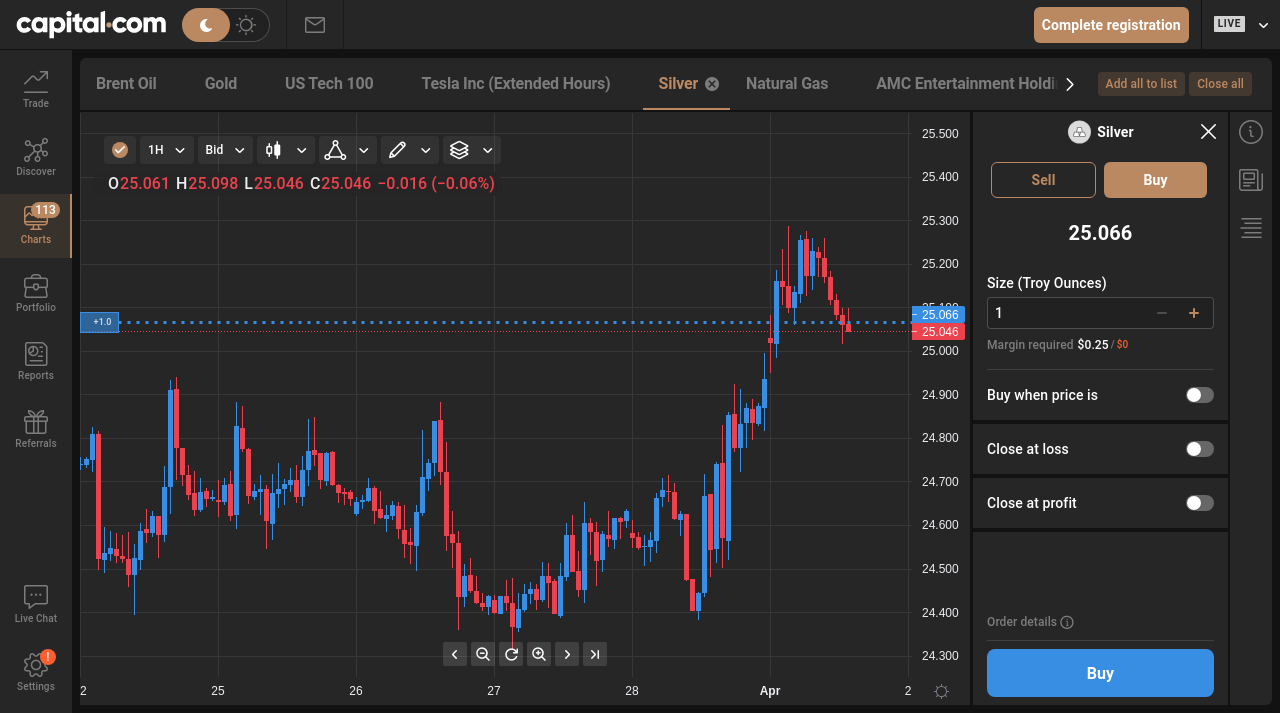 capital.com
Complete registration
LIVE
Trade
Discover
113
Charts
Portfolio
Reports
Referrals
Live Chat
!
Settings
Brent Oil Gold US Tech 100 Tesla Inc (Extended Hours) Silver Natural Gas AMC Entertainment Holdi
Add all to list Close all
1H Bid
O25.061 H25.098 L25.046 C25.046 −0.016 (−0.06%)
+1.0
25.500
25.400
25.300
25.200
25.100
25.066
25.046
25.000
24.900
24.800
24.700
24.600
24.500
24.400
24.300
2 25 26 27 28 Apr 2
Silver
Sell Buy
25.066
Size (Troy Ounces)
1
Margin required $0.25 / $0
Buy when price is
Close at loss
Close at profit
Order details
Buy